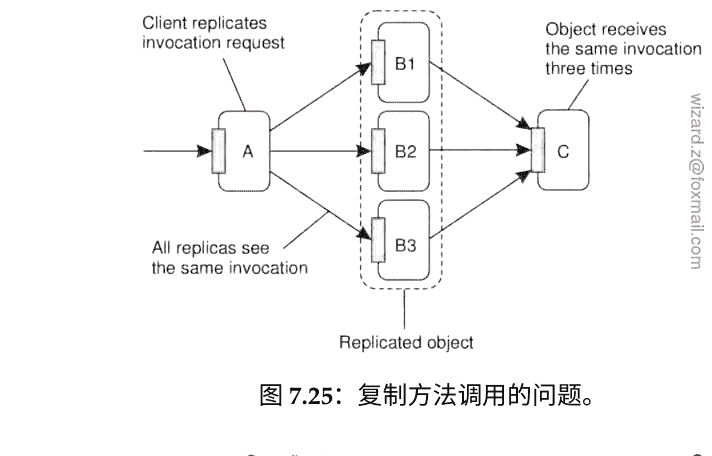 Client replicates
invocation request
Object receives
the same invocation
three times
B1
A
B2
C
B3
All replicas see
the same invocation
Replicated object
图 7.25：复制方法调用的问题。
wizard.z@foxmail.com